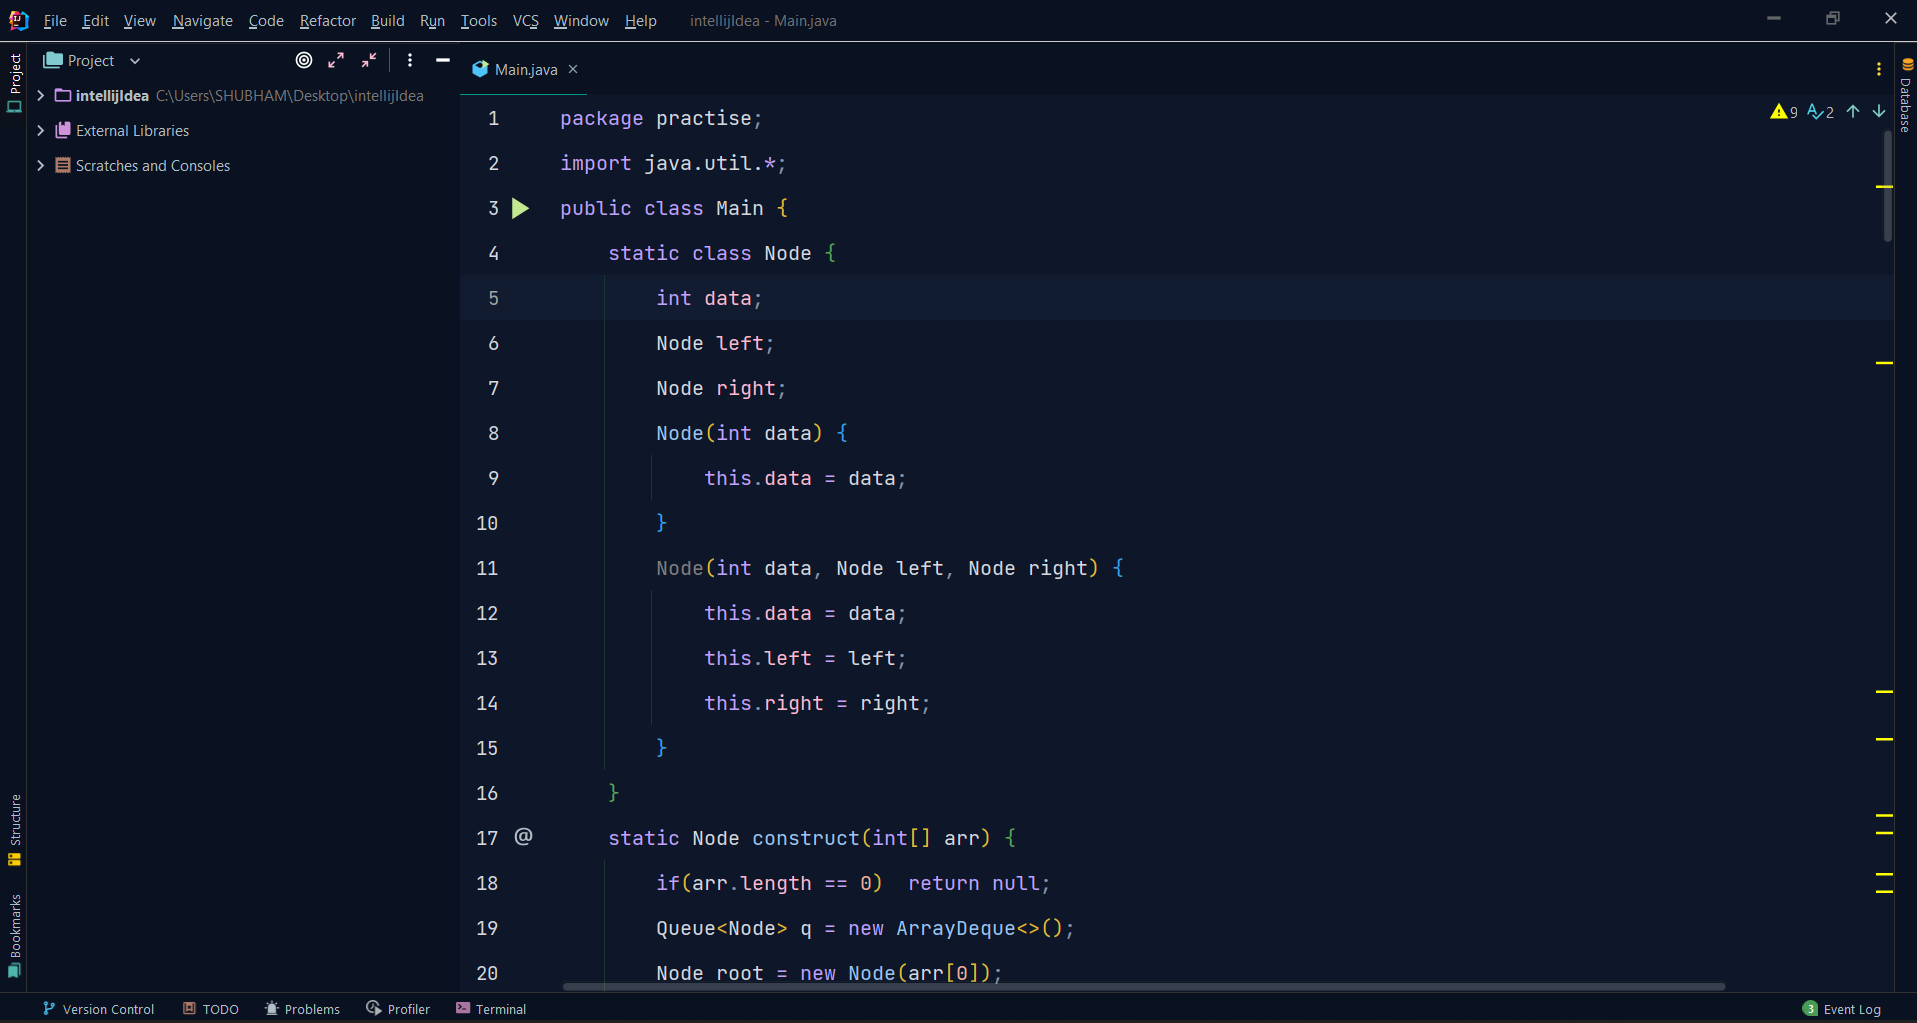 File Edit View Navigate Code Refactor Build Run Tools VCS Window Help intellijIdea - Main.java
Project
Project
intellijIdea C:\Users\SHUBHAM\Desktop\intellijIdea
External Libraries
Scratches and Consoles
Structure
Bookmarks
Main.java
9 2
1 package practise;
2 import java.util.*;
3 public class Main {
4 static class Node {
5 int data;
6 Node left;
7 Node right;
8 Node(int data) {
9 this.data = data;
10 }
11 Node(int data, Node left, Node right) {
12 this.data = data;
13 this.left = left;
14 this.right = right;
15 }
16 }
17 @ static Node construct(int[] arr) {
18 if(arr.length == 0)  return null;
19 Queue<Node> q = new ArrayDeque<>();
20 Node root = new Node(arr[0]);
Database
Version Control TODO Problems Profiler Terminal 3 Event Log